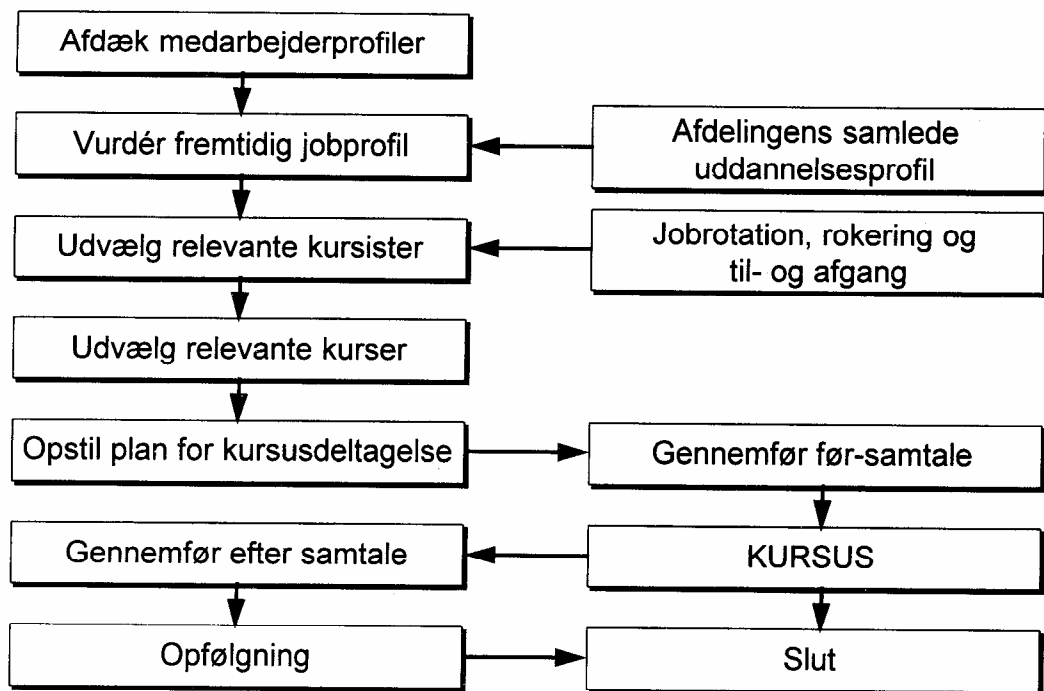 Afdæk medarbejderprofiler
Vurdér fremtidig jobprofil
Afdelingens samlede
uddannelsesprofil
Udvælg relevante kursister
Jobrotation, rokering og
til- og afgang
Udvælg relevante kurser
Opstil plan for kursusdeltagelse
Gennemfør før-samtale
Gennemfør efter samtale
KURSUS
Opfølgning
Slut